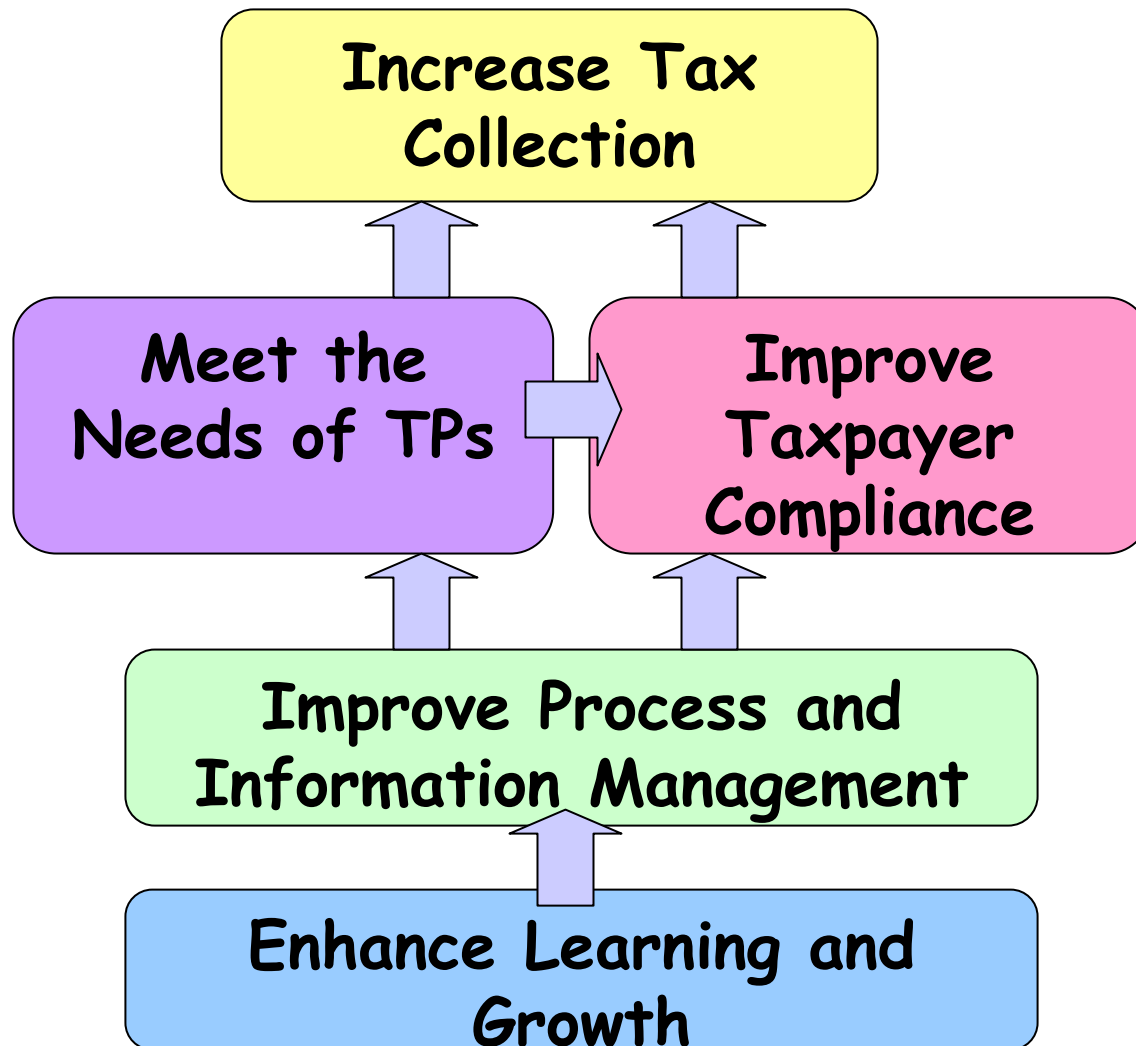 Increase Tax
Collection
Meet the
Needs of TPs
Improve
Taxpayer
Compliance
Improve Process and
Information Management
Enhance Learning and
Growth